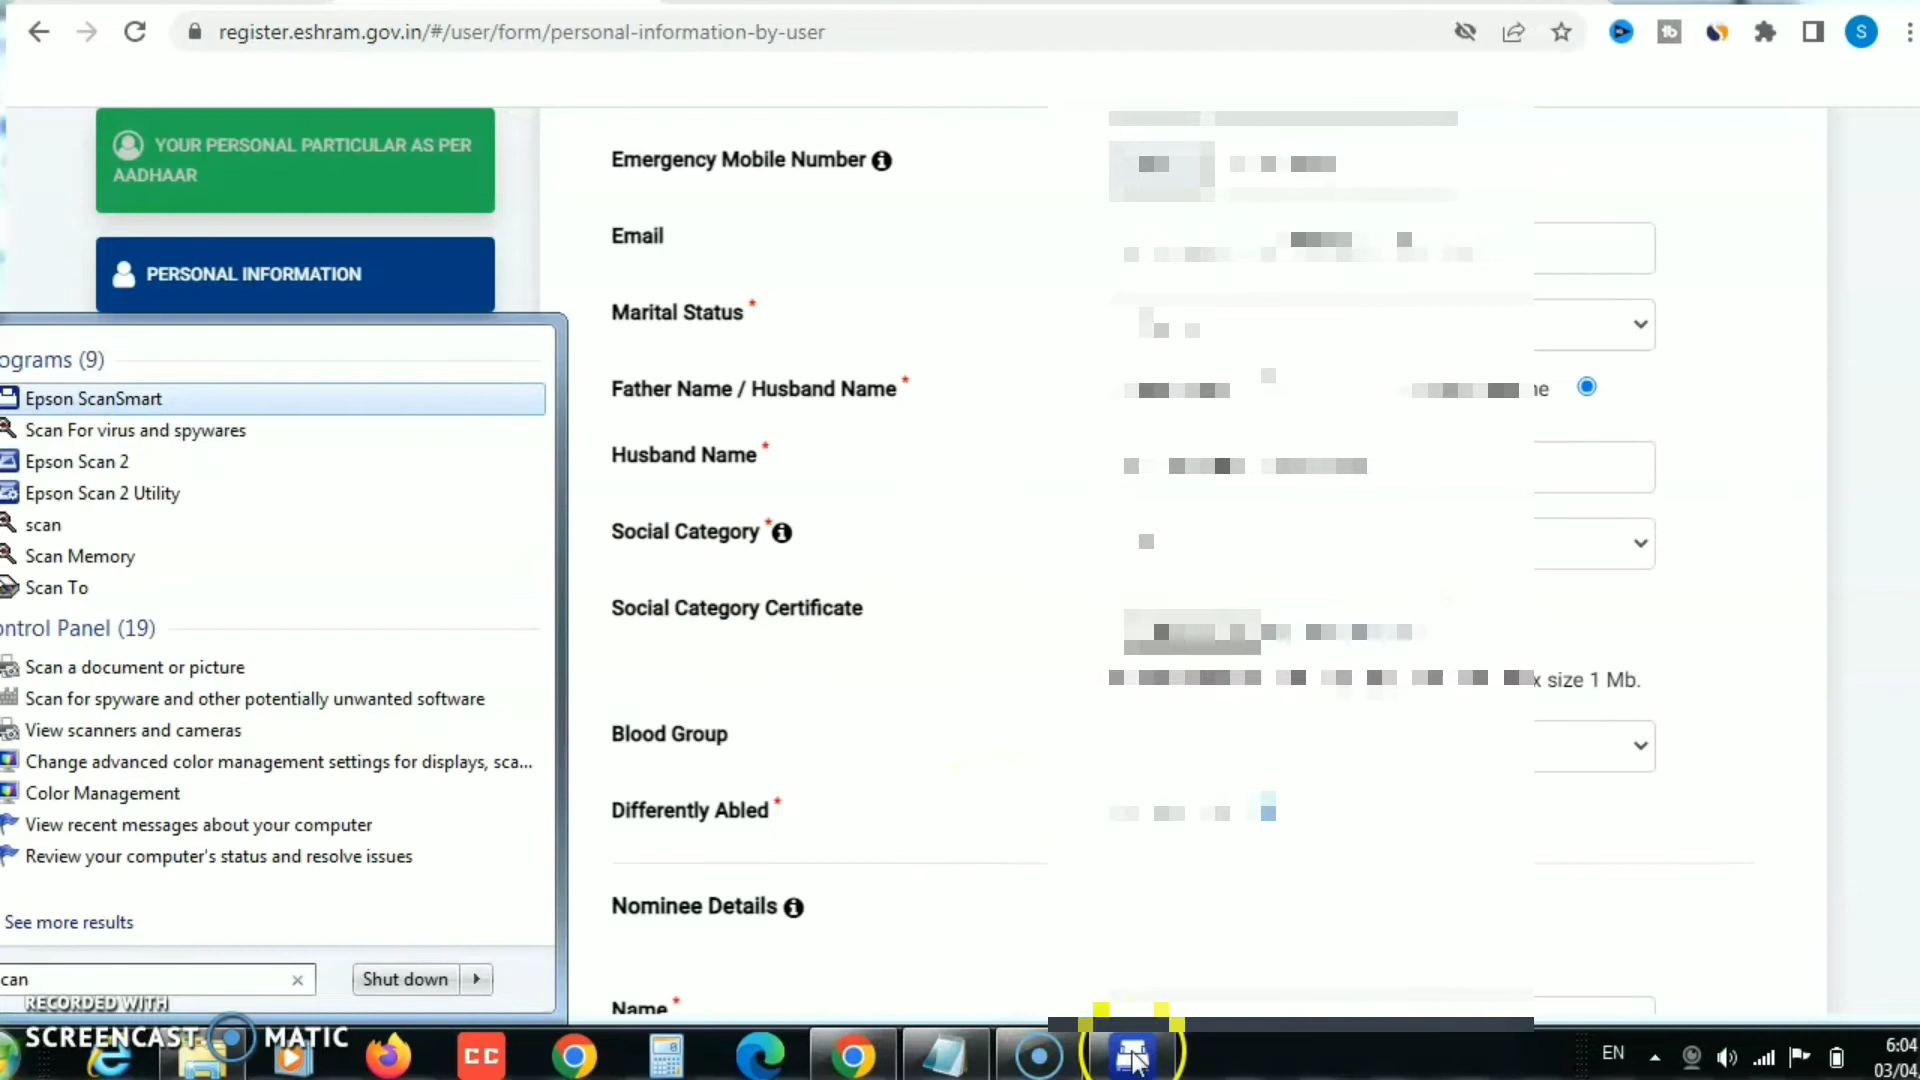 register.eshram.gov.in/#/user/form/personal-information-by-user
S
YOUR PERSONAL PARTICULAR AS PER
AADHAAR
PERSONAL INFORMATION
Emergency Mobile Number
Email
Marital Status *
Father Name / Husband Name *
Husband Name *
Social Category *
Social Category Certificate
x size 1 Mb.
Blood Group
Differently Abled *
Nominee Details
Name *
ograms (9)
Epson ScanSmart
Scan For virus and spywares
Epson Scan 2
Epson Scan 2 Utility
scan
Scan Memory
Scan To
ontrol Panel (19)
Scan a document or picture
Scan for spyware and other potentially unwanted software
View scanners and cameras
Change advanced color management settings for displays, sca...
Color Management
View recent messages about your computer
Review your computer's status and resolve issues
See more results
can
Shut down
RECORDED WITH
SCREENCAST MATIC
CC
EN
6:04
03/04